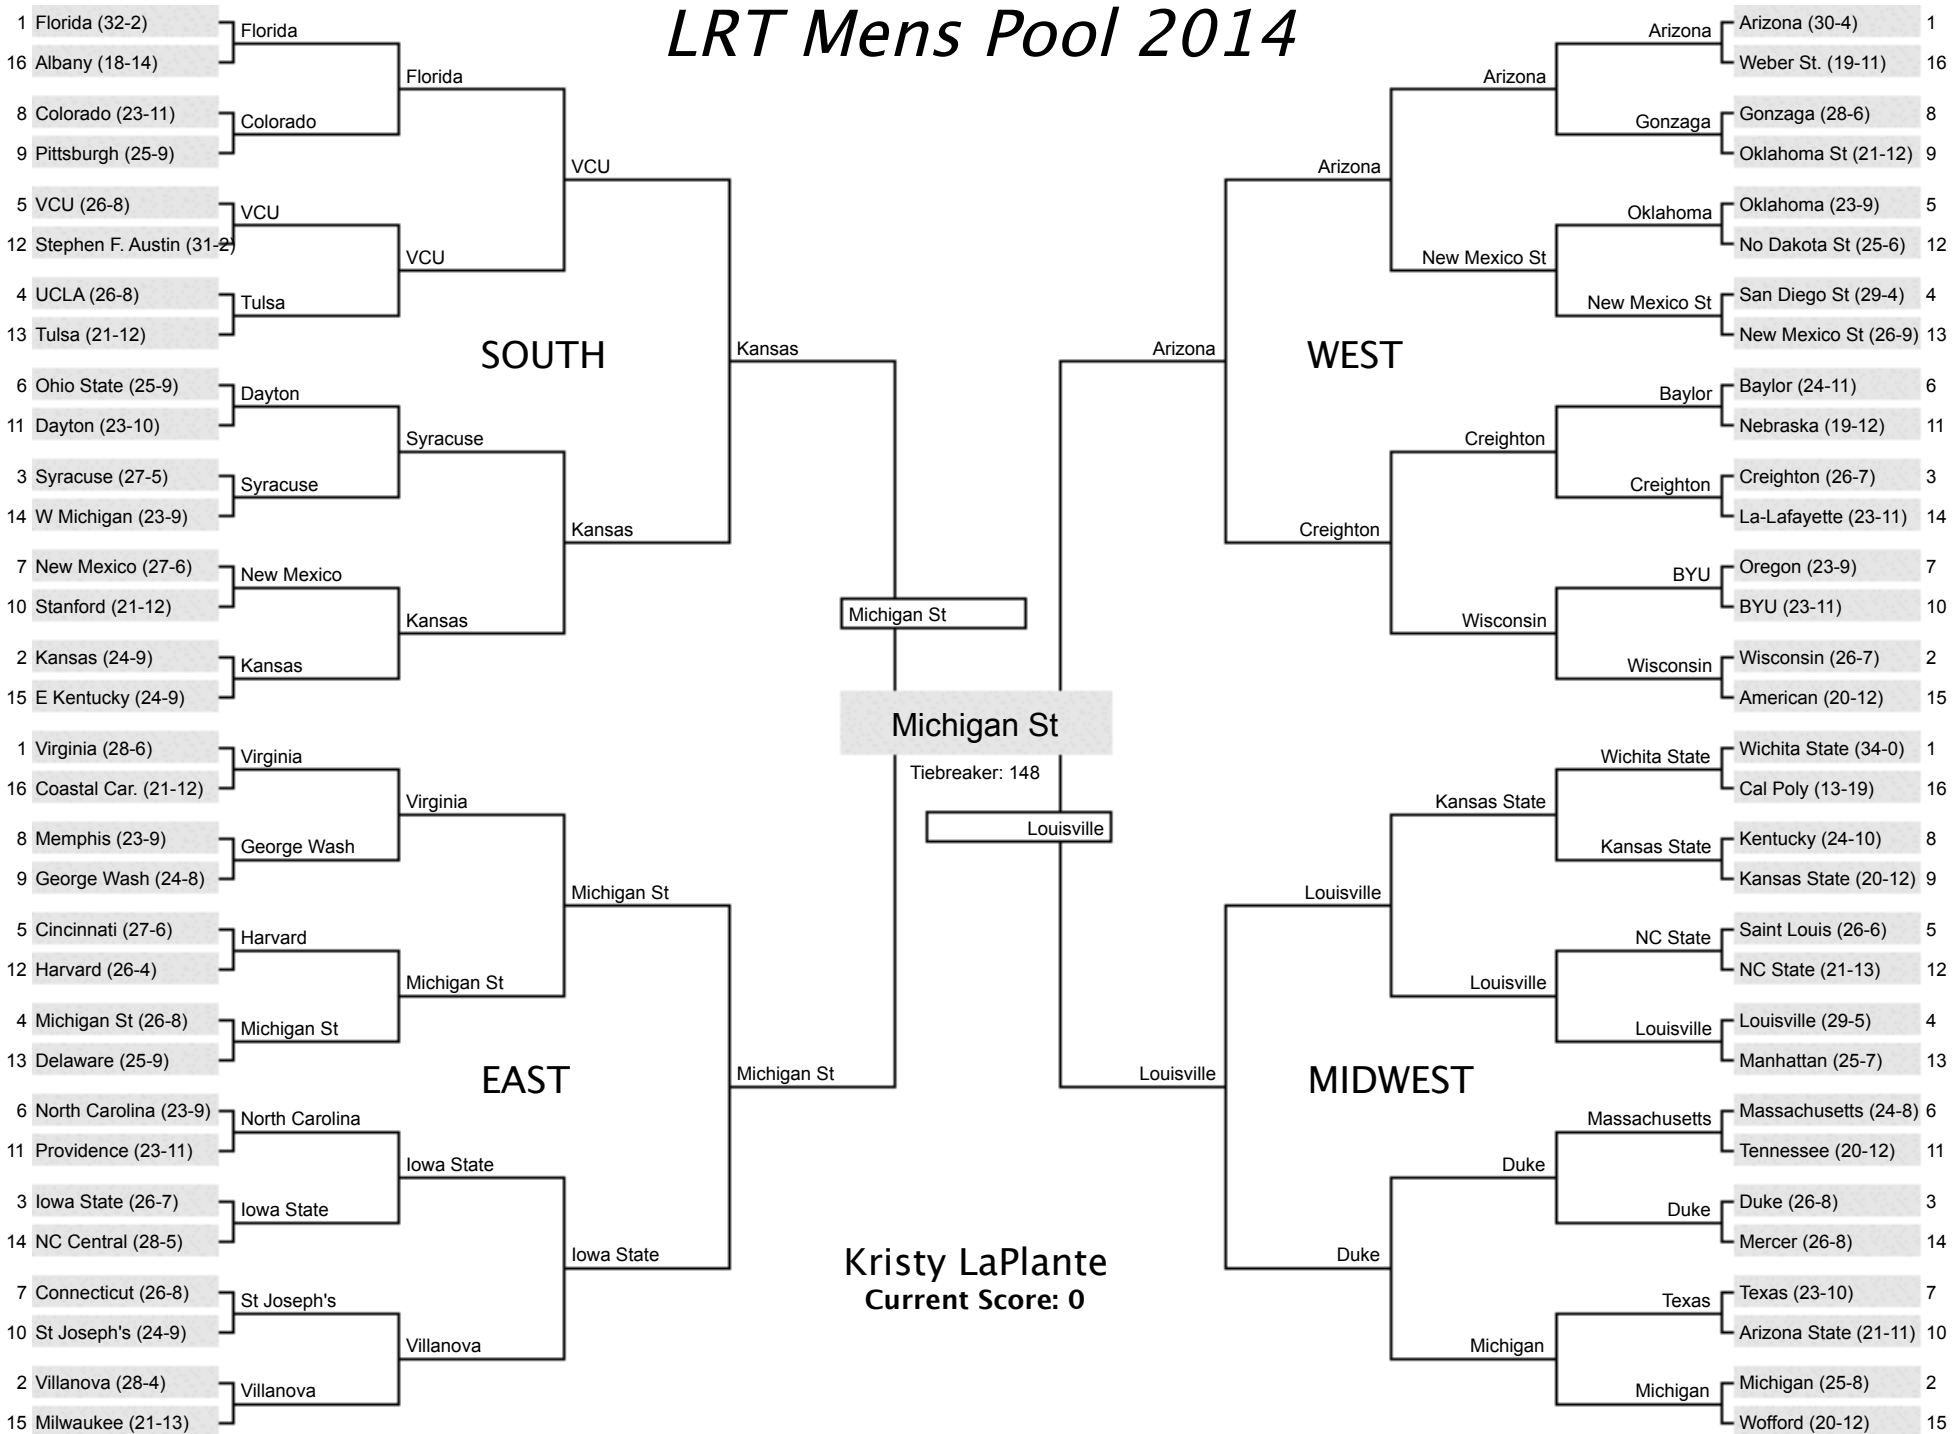 LRT Mens Pool 2014
1 Florida (32-2)
16 Albany (18-14)
8 Colorado (23-11)
9 Pittsburgh (25-9)
5 VCU (26-8)
12 Stephen F. Austin (31-2)
4 UCLA (26-8)
13 Tulsa (21-12)
6 Ohio State (25-9)
11 Dayton (23-10)
3 Syracuse (27-5)
14 W Michigan (23-9)
7 New Mexico (27-6)
10 Stanford (21-12)
2 Kansas (24-9)
15 E Kentucky (24-9)
Florida
Colorado
VCU
Tulsa
Dayton
Syracuse
New Mexico
Kansas
Florida
VCU
Syracuse
Kansas
VCU
Kansas
Kansas
SOUTH
1 Virginia (28-6)
16 Coastal Car. (21-12)
8 Memphis (23-9)
9 George Wash (24-8)
5 Cincinnati (27-6)
12 Harvard (26-4)
4 Michigan St (26-8)
13 Delaware (25-9)
6 North Carolina (23-9)
11 Providence (23-11)
3 Iowa State (26-7)
14 NC Central (28-5)
7 Connecticut (26-8)
10 St Joseph's (24-9)
2 Villanova (28-4)
15 Milwaukee (21-13)
Virginia
George Wash
Harvard
Michigan St
North Carolina
Iowa State
St Joseph's
Villanova
Virginia
Michigan St
Iowa State
Villanova
Michigan St
Iowa State
Michigan St
EAST
Michigan St
Michigan St
Tiebreaker: 148
Louisville
Kristy LaPlante
Current Score: 0
Arizona (30-4) 1
Weber St. (19-11) 16
Gonzaga (28-6) 8
Oklahoma St (21-12) 9
Oklahoma (23-9) 5
No Dakota St (25-6) 12
San Diego St (29-4) 4
New Mexico St (26-9) 13
Baylor (24-11) 6
Nebraska (19-12) 11
Creighton (26-7) 3
La-Lafayette (23-11) 14
Oregon (23-9) 7
BYU (23-11) 10
Wisconsin (26-7) 2
American (20-12) 15
Arizona
Gonzaga
Oklahoma
New Mexico St
Baylor
Creighton
BYU
Wisconsin
Arizona
New Mexico St
Creighton
Wisconsin
Arizona
Creighton
Arizona
WEST
Wichita State (34-0) 1
Cal Poly (13-19) 16
Kentucky (24-10) 8
Kansas State (20-12) 9
Saint Louis (26-6) 5
NC State (21-13) 12
Louisville (29-5) 4
Manhattan (25-7) 13
Massachusetts (24-8) 6
Tennessee (20-12) 11
Duke (26-8) 3
Mercer (26-8) 14
Texas (23-10) 7
Arizona State (21-11) 10
Michigan (25-8) 2
Wofford (20-12) 15
Wichita State
Kansas State
NC State
Louisville
Massachusetts
Duke
Texas
Michigan
Kansas State
Louisville
Duke
Michigan
Louisville
Duke
Louisville
MIDWEST